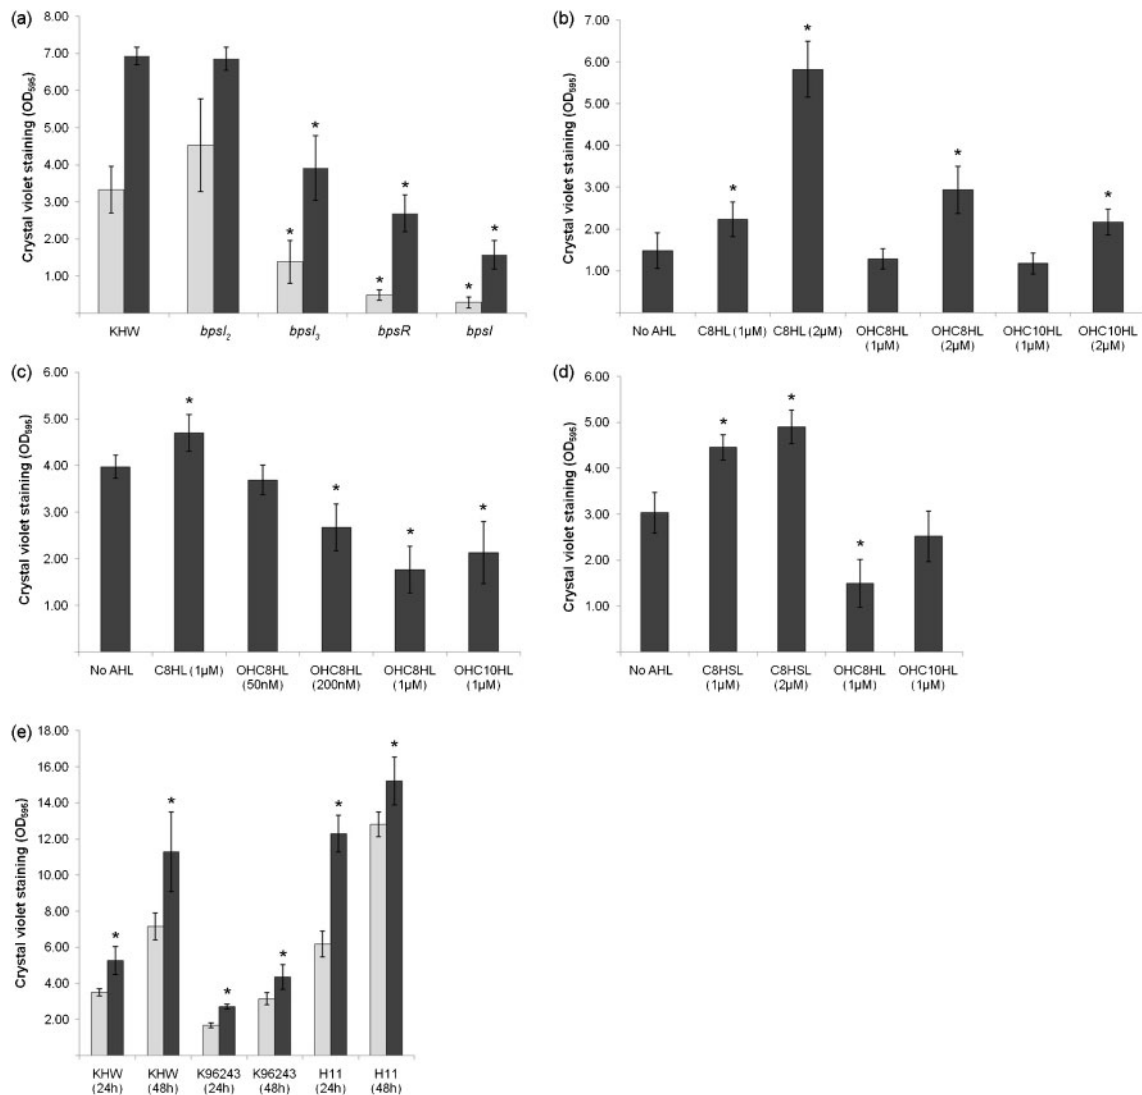 (a)
Crystal violet staining (OD595)
8.00
7.00
6.00
5.00
4.00
3.00
2.00
1.00
*
*
*
*
*
*
KHW
bpsI2
bpsI3
bpsR
bpsI
(b)
Crystal violet staining (OD595)
7.00
6.00
5.00
4.00
3.00
2.00
1.00
*
*
*
*
No AHL
C8HL (1µM)
C8HL (2µM)
OHC8HL
(1µM)
OHC8HL
(2µM)
OHC10HL
(1µM)
OHC10HL
(2µM)
(c)
Crystal violet staining (OD595)
6.00
5.00
4.00
3.00
2.00
1.00
*
*
*
*
No AHL
C8HL (1µM)
OHC8HL
(50nM)
OHC8HL
(200nM)
OHC8HL
(1µM)
OHC10HL
(1µM)
(d)
Crystal violet staining (OD595)
6.00
5.00
4.00
3.00
2.00
1.00
*
*
*
No AHL
C8HSL
(1µM)
C8HSL
(2µM)
OHC8HL
(1µM)
OHC10HL
(1µM)
(e)
Crystal violet staining (OD595)
18.00
16.00
14.00
12.00
10.00
8.00
6.00
4.00
2.00
*
*
*
*
*
*
KHW
(24h)
KHW
(48h)
K96243
(24h)
K96243
(48h)
H11
(24h)
H11
(48h)